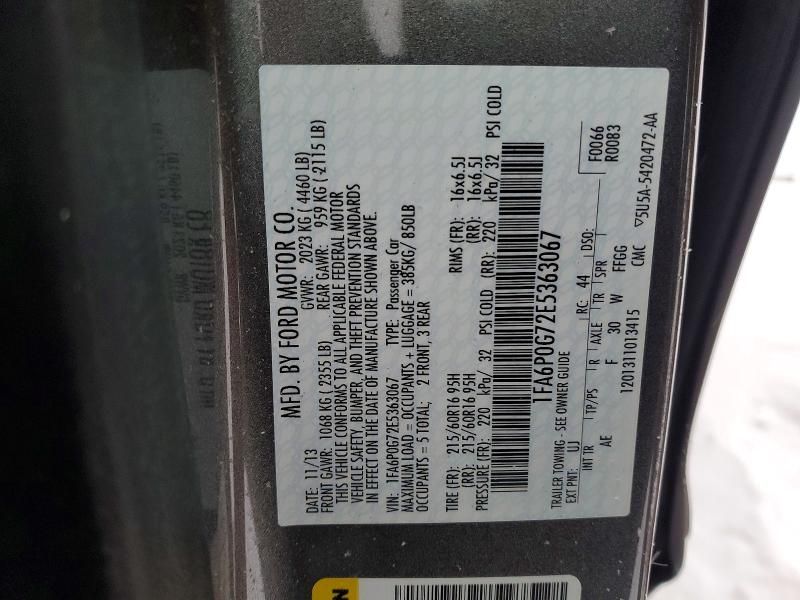 MFD. BY FORD MOTOR CO.
DATE: 11/13 GVWR: 2023 KG ( 4460 LB)
FRONT GAWR: 1068 KG ( 2355 LB) REAR GAWR: 959 KG ( 2115 LB)
THIS VEHICLE CONFORMS TO ALL APPLICABLE FEDERAL MOTOR
VEHICLE SAFETY, BUMPER, AND THEFT PREVENTION STANDARDS
IN EFFECT ON THE DATE OF MANUFACTURE SHOWN ABOVE.
VIN: 1FA6P0G72E5363067 TYPE: Passenger Car
MAXIMUM LOAD = OCCUPANTS + LUGGAGE = 385KG/ 850LB
OCCUPANTS = 5 TOTAL; 2 FRONT, 3 REAR
TIRE (FR): 215/60R16 95H RIMS (FR): 16x6.5J
(RR): 215/60R16 95H (RR): 16x6.5J
PRESSURE (FR): 220 kPa/ 32 PSI COLD (RR): 220 kPa/ 32 PSI COLD
1FA6P0G72E5363067
TRAILER TOWING - SEE OWNER GUIDE F0066
R0083
EXT PNT: UJ RC: 44 DSO:
INT TR TP/PS R AXLE TR SPR
AE F 30 W FFGG
1201311013415 CMC ▽5U5A-5420472-AA